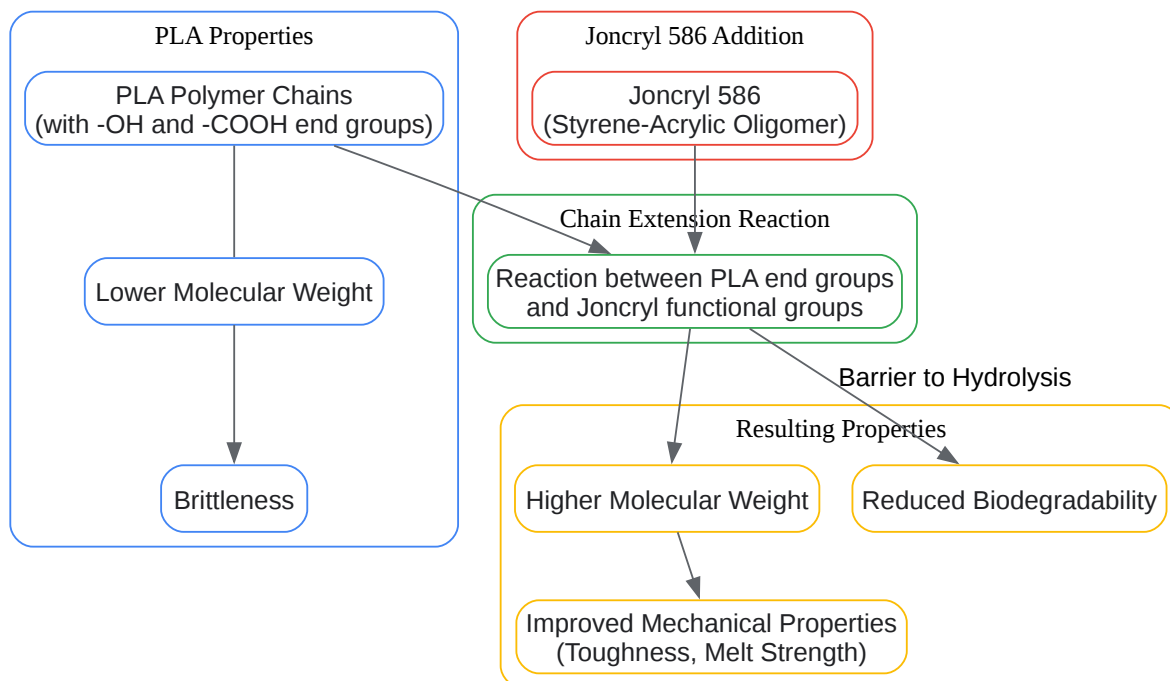 PLA Properties
PLA Polymer Chains
(with -OH and -COOH end groups)
Lower Molecular Weight
Brittleness
Joncryl 586 Addition
Joncryl 586
(Styrene-Acrylic Oligomer)
Chain Extension Reaction
Reaction between PLA end groups
and Joncryl functional groups
Barrier to Hydrolysis
Resulting Properties
Higher Molecular Weight
Reduced Biodegradability
Improved Mechanical Properties
(Toughness, Melt Strength)